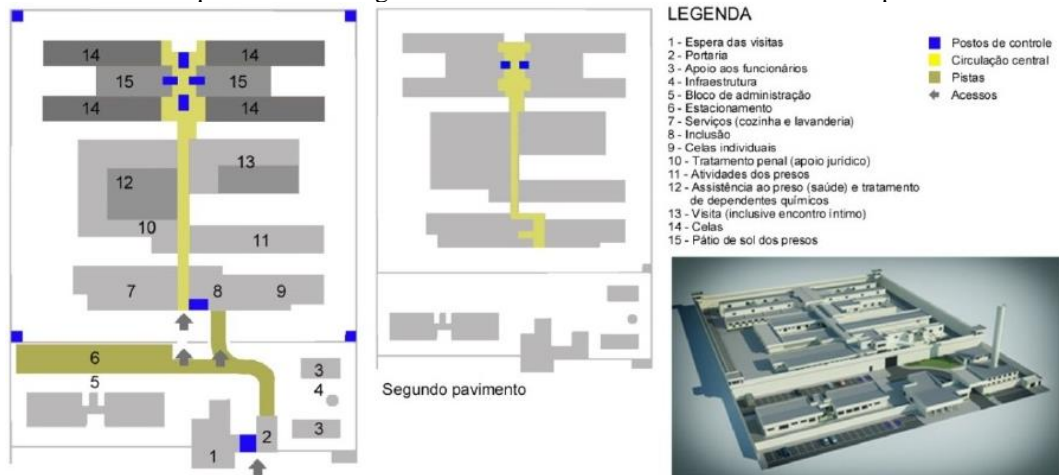 LEGENDA
1 - Espera das visitas
2 - Portaria
3 - Apoio aos funcionários
4 - Infraestrutura
5 - Bloco de administração
6 - Estacionamento
7 - Serviços (cozinha e lavanderia)
8 - Inclusão
9 - Celas individuais
10 - Tratamento penal (apoio jurídico)
11 - Atividades dos presos
12 - Assistência ao preso (saúde) e tratamento
de dependentes químicos
13 - Visita (inclusive encontro íntimo)
14 - Celas
15 - Pátio de sol dos presos
Postos de controle
Circulação central
Pistas
Acessos
14
14
15
15
14
14
13
12
10
11
7
8
9
6
5
3
4
3
2
1
Segundo pavimento